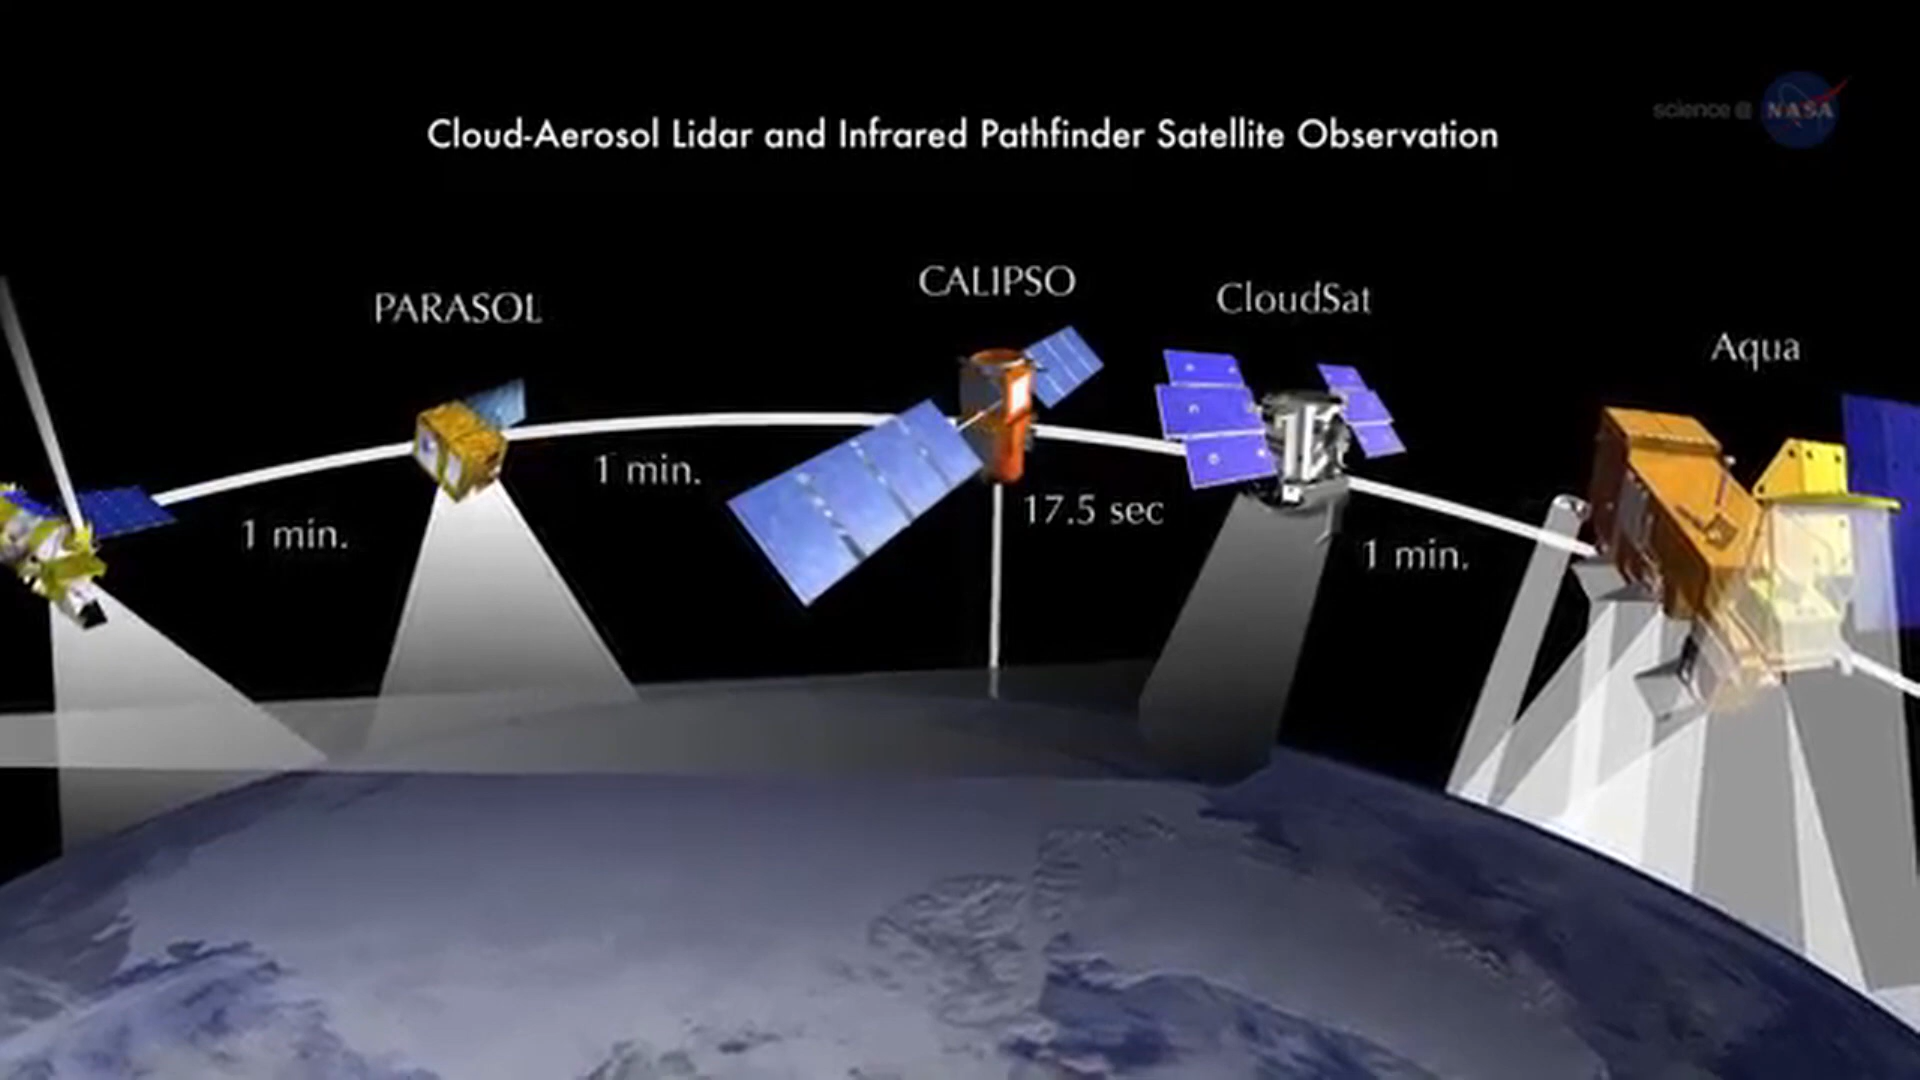 science @ NASA
Cloud-Aerosol Lidar and Infrared Pathfinder Satellite Observation
PARASOL
CALIPSO
CloudSat
Aqua
1 min.
1 min.
17.5 sec
1 min.